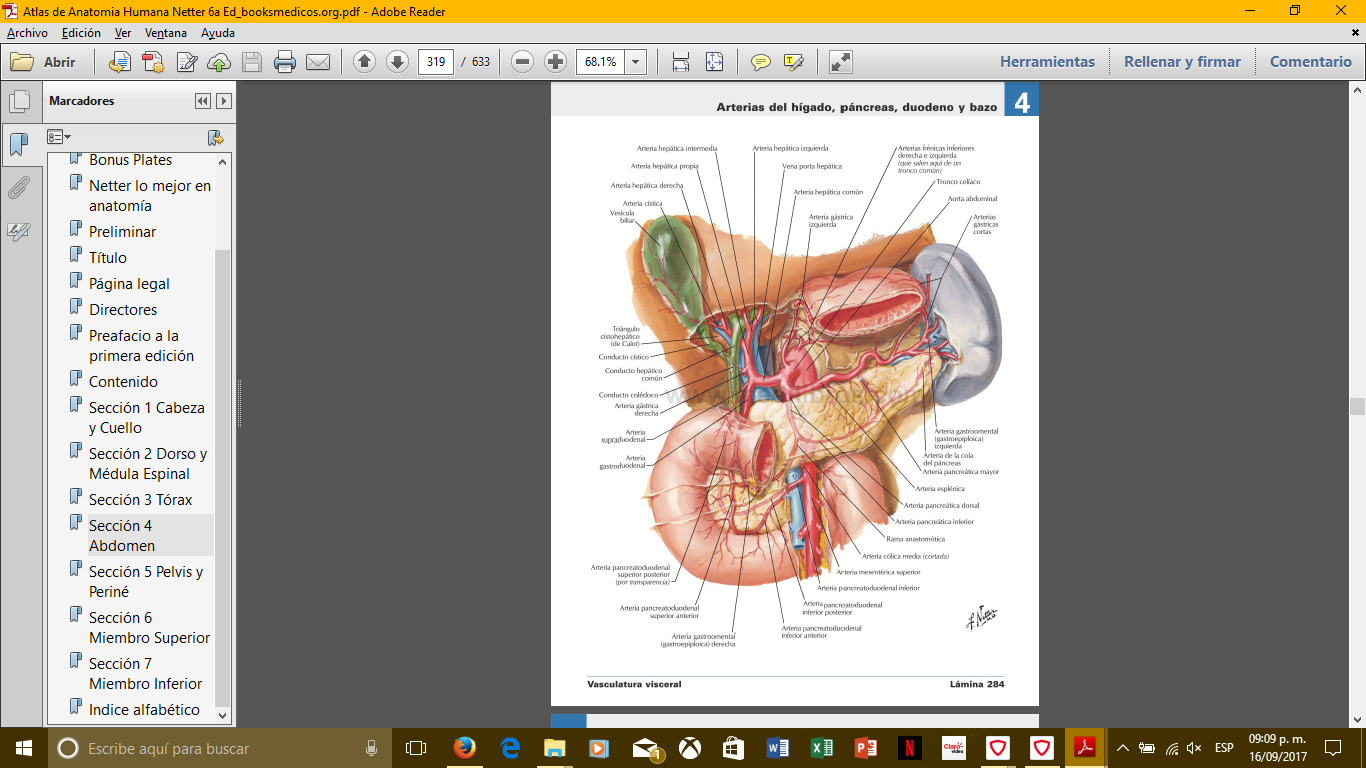 Atlas de Anatomia Humana Netter 6a Ed_booksmedicos.org.pdf - Adobe Reader
Archivo Edición Ver Ventana Ayuda
Abrir 319 / 633 68.1% Herramientas Rellenar y firmar Comentario
Marcadores
Bonus Plates
Netter lo mejor en
anatomía
Preliminar
Título
Página legal
Directores
Preafacio a la
primera edición
Contenido
Sección 1 Cabeza
y Cuello
Sección 2 Dorso y
Médula Espinal
Sección 3 Tórax
Sección 4
Abdomen
Sección 5 Pelvis y
Periné
Sección 6
Miembro Superior
Sección 7
Miembro Inferior
Indice alfabético
Arterias del hígado, páncreas, duodeno y bazo 4
Arteria hepática intermedia
Arteria hepática propia
Arteria hepática derecha
Arteria cística
Vesícula
biliar
Arteria hepática izquierda
Vena porta hepática
Arteria hepática común
Arteria gástrica
izquierda
Arterias frénicas inferiores
derecha e izquierda
(que salen aquí de un
tronco común)
Tronco celíaco
Aorta abdominal
Arterias
gástricas
cortas
Triángulo
cistohepático
(de Calot)
Conducto cístico
Conducto hepático
común
Conducto colédoco
Arteria gástrica
derecha
Arteria
supraduodenal
Arteria
gastroduodenal
Arteria gastroomental
(gastroepiploica)
izquierda
Arteria de la cola
del páncreas
Arteria pancreática mayor
Arteria esplénica
Arteria pancreática dorsal
Arteria pancreática inferior
Rama anastomótica
Arteria cólica media (cortada)
Arteria mesentérica superior
Arteria pancreatoduodenal inferior
Arteria pancreatoduodenal
inferior posterior
Arteria pancreatoduodenal
inferior anterior
Arteria pancreatoduodenal
superior posterior
(por transparencia)
Arteria pancreatoduodenal
superior anterior
Arteria gastroomental
(gastroepiploica) derecha
F. Netter
Vasculatura visceral Lámina 284
Escribe aquí para buscar
1
Claro
video
ESP
09:09 p. m.
16/09/2017